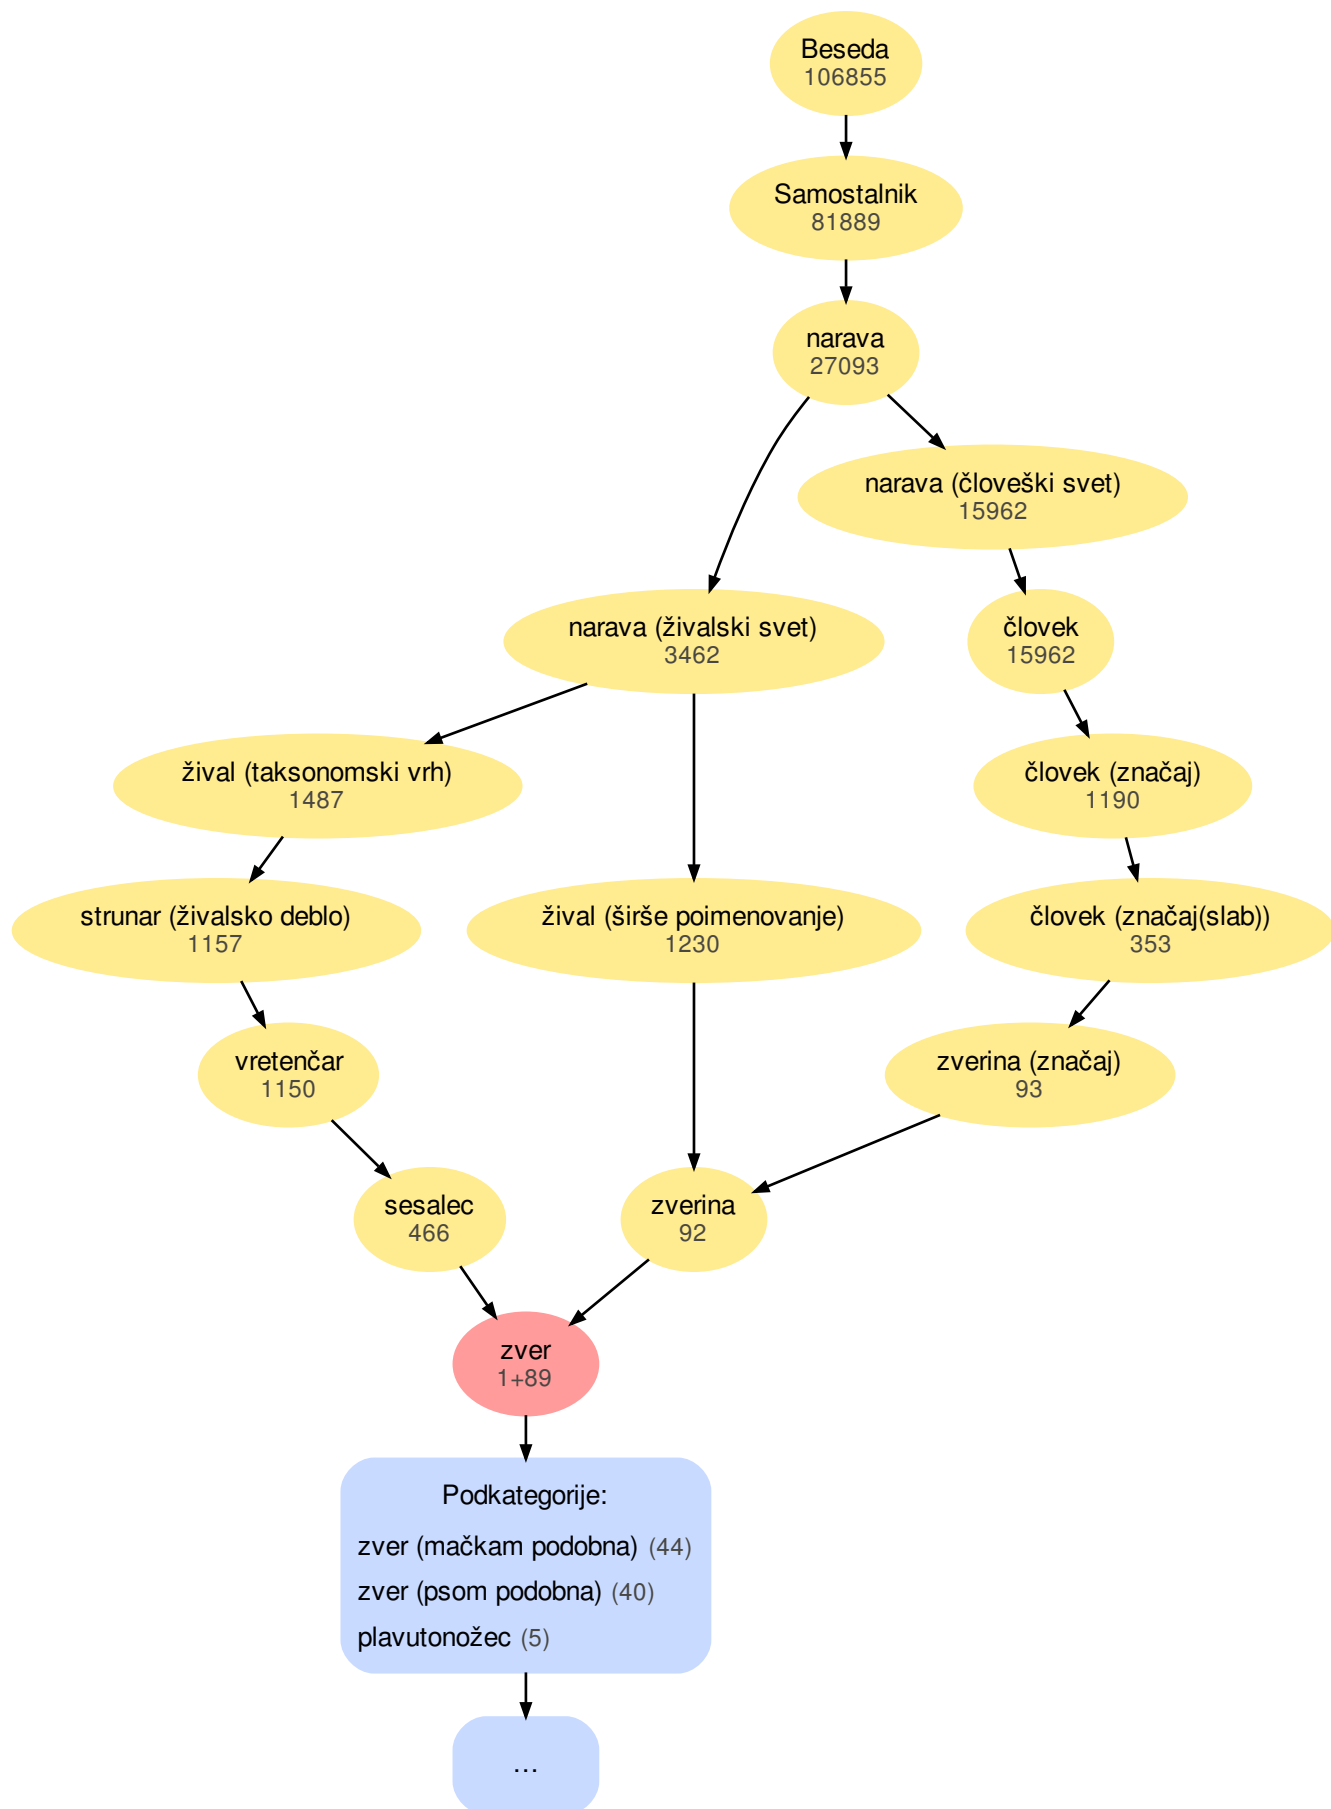 Beseda
106855
Samostalnik
81889
narava
27093
narava (človeški svet)
15962
narava (živalski svet)
3462
človek
15962
žival (taksonomski vrh)
1487
človek (značaj)
1190
strunar (živalsko deblo)
1157
žival (širše poimenovanje)
1230
človek (značaj(slab))
353
vretenčar
1150
zverina (značaj)
93
sesalec
466
zverina
92
zver
1+89
Podkategorije:
zver (mačkam podobna) (44)
zver (psom podobna) (40)
plavutonožec (5)
...